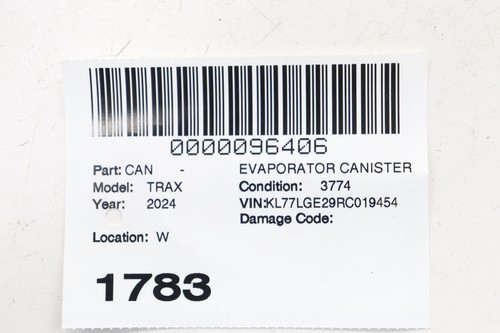 0000096406
Part: CAN - EVAPORATOR CANISTER
Model: TRAX Condition: 3774
Year: 2024 VIN:KL77LGE29RC019454
Damage Code:
Location: W
1783